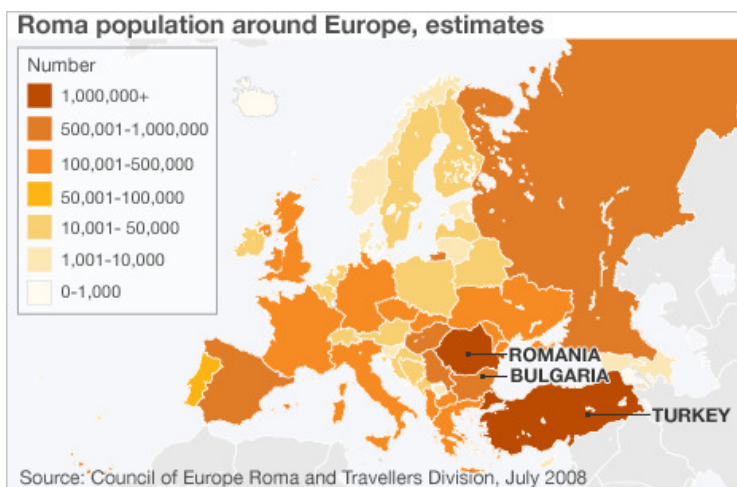 Roma population around Europe, estimates
Number
1,000,000+
500,001-1,000,000
100,001-500,000
50,001-100,000
10,001- 50,000
1,001-10,000
0-1,000
ROMANIA
BULGARIA
TURKEY
Source: Council of Europe Roma and Travellers Division, July 2008